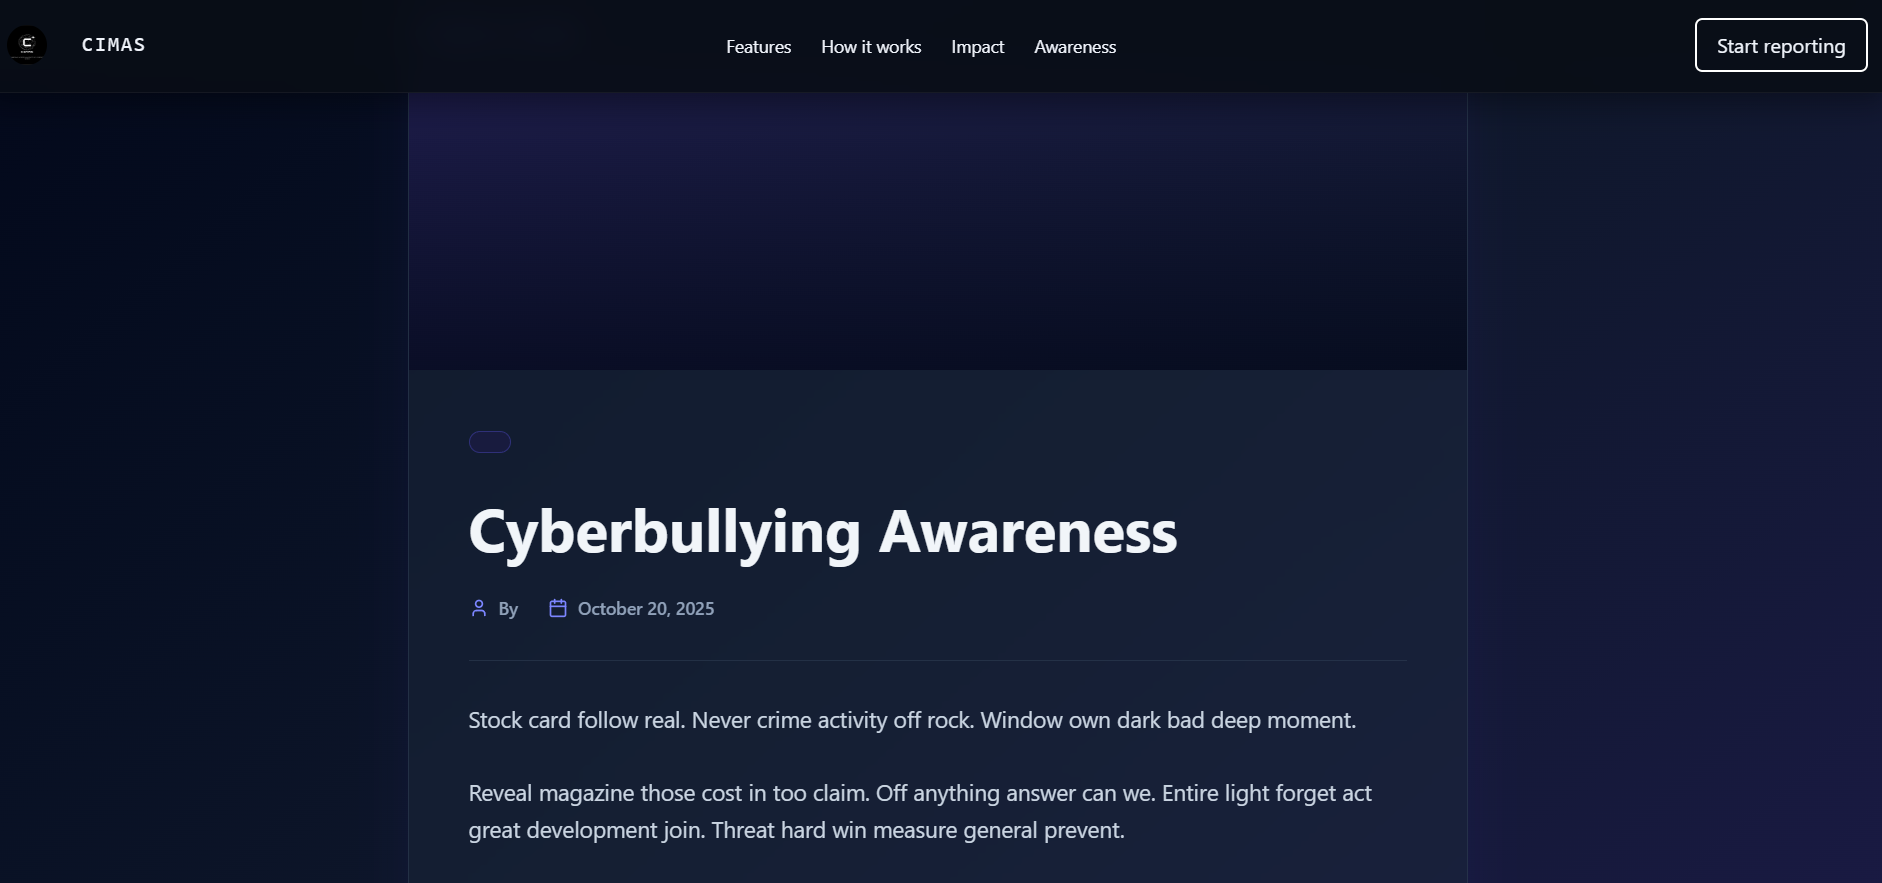 CIMAS
Features
How it works
Impact
Awareness
Start reporting
Cyberbullying Awareness
By
October 20, 2025
Stock card follow real. Never crime activity off rock. Window own dark bad deep moment.
Reveal magazine those cost in too claim. Off anything answer can we. Entire light forget act
great development join. Threat hard win measure general prevent.